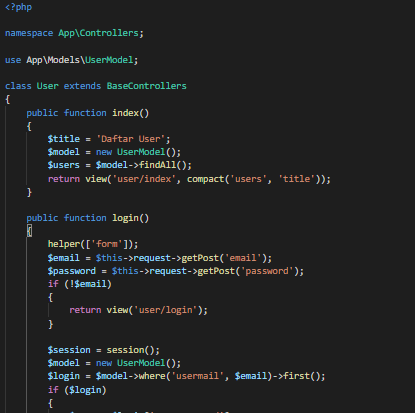 <?php
namespace App\Controllers;
use App\Models\UserModel;
class User extends BaseControllers
{
public function index()
{
$title = 'Daftar User';
$model = new UserModel();
$users = $model->findAll();
return view('user/index', compact('users', 'title'));
}
public function login()
{
helper(['form']);
$email = $this->request->getPost('email');
$password = $this->request->getPost('password');
if (!$email)
{
return view('user/login');
}
$session = session();
$model = new UserModel();
$login = $model->where('usermail', $email)->first();
if ($login)
{